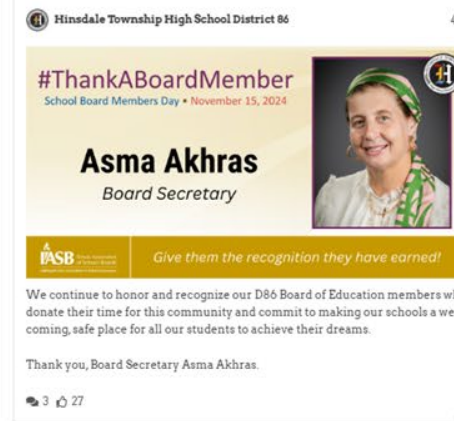 Hinsdale Township High School District 86
#ThankABoardMember
School Board Members Day • November 15, 2024
Asma Akhras
Board Secretary
IASB
Give them the recognition they have earned!
We continue to honor and recognize our D86 Board of Education members w
donate their time for this community and commit to making our schools a we
coming, safe place for all our students to achieve their dreams.
Thank you, Board Secretary Asma Akhras.
3 27